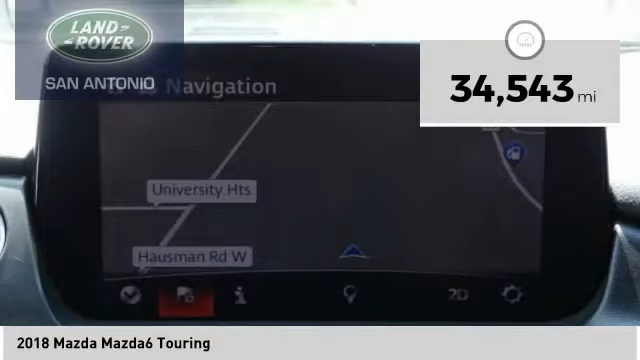 LAND
ROVER
SAN ANTONIO
34,543 mi
Navigation
University Hts
Hausman Rd W
2D
2018 Mazda Mazda6 Touring